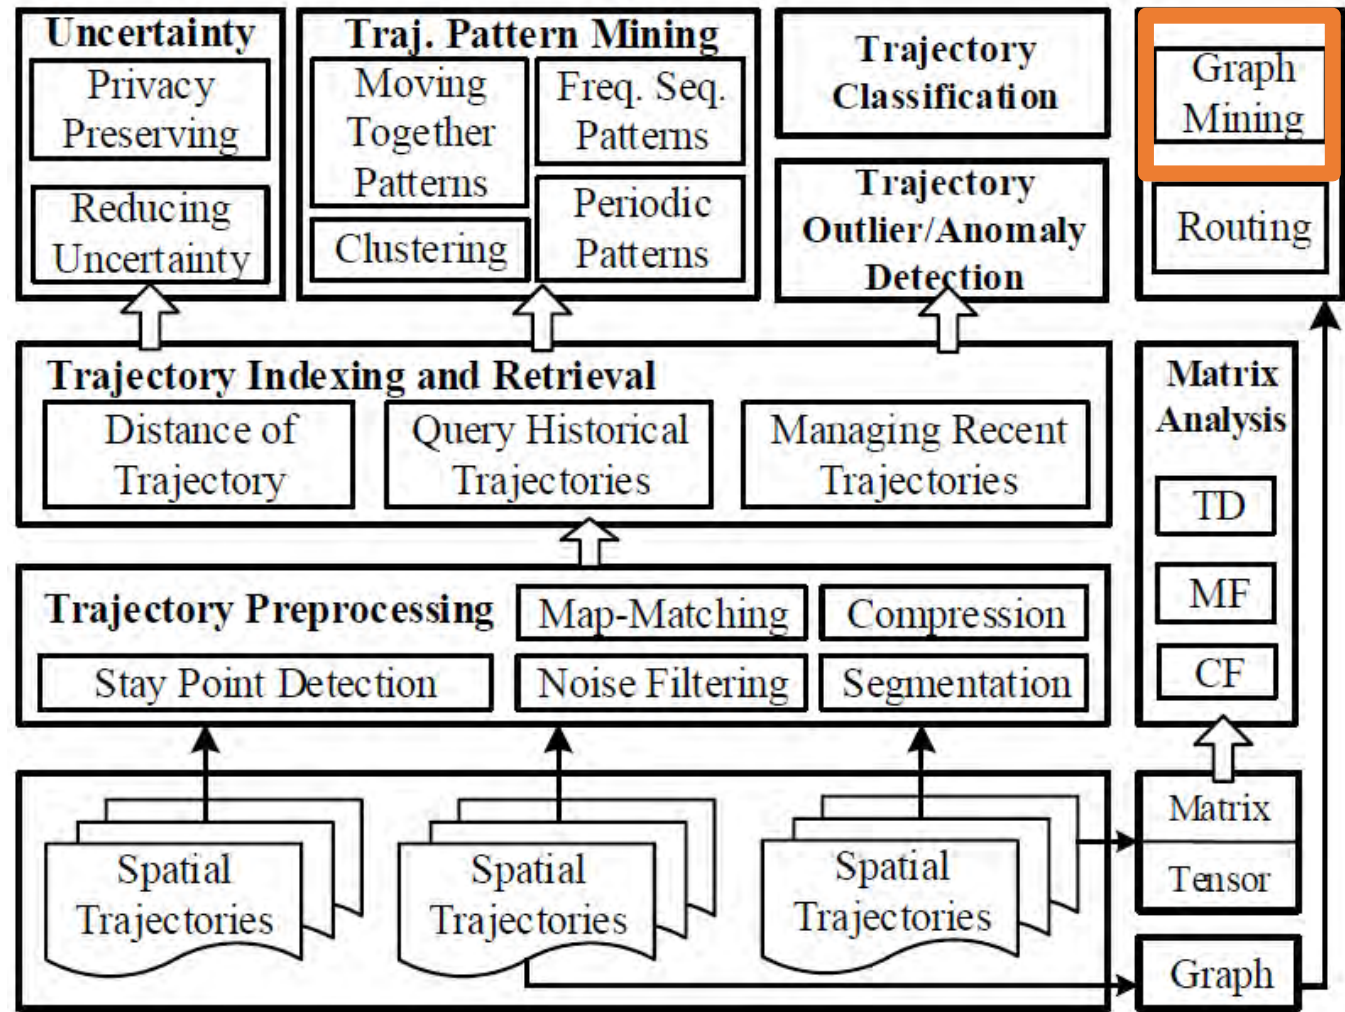 Uncertainty
Privacy
Preserving
Reducing
Uncertainty
Traj. Pattern Mining
Moving
Together
Patterns
Clustering
Freq. Seq.
Patterns
Periodic
Patterns
Trajectory
Classification
Trajectory
Outlier/Anomaly
Detection
Graph
Mining
Routing
Trajectory Indexing and Retrieval
Distance of
Trajectory
Query Historical
Trajectories
Managing Recent
Trajectories
Matrix
Analysis
TD
MF
CF
Trajectory Preprocessing
Map-Matching
Compression
Stay Point Detection
Noise Filtering
Segmentation
Spatial
Trajectories
Spatial
Trajectories
Spatial
Trajectories
Matrix
Tensor
Graph